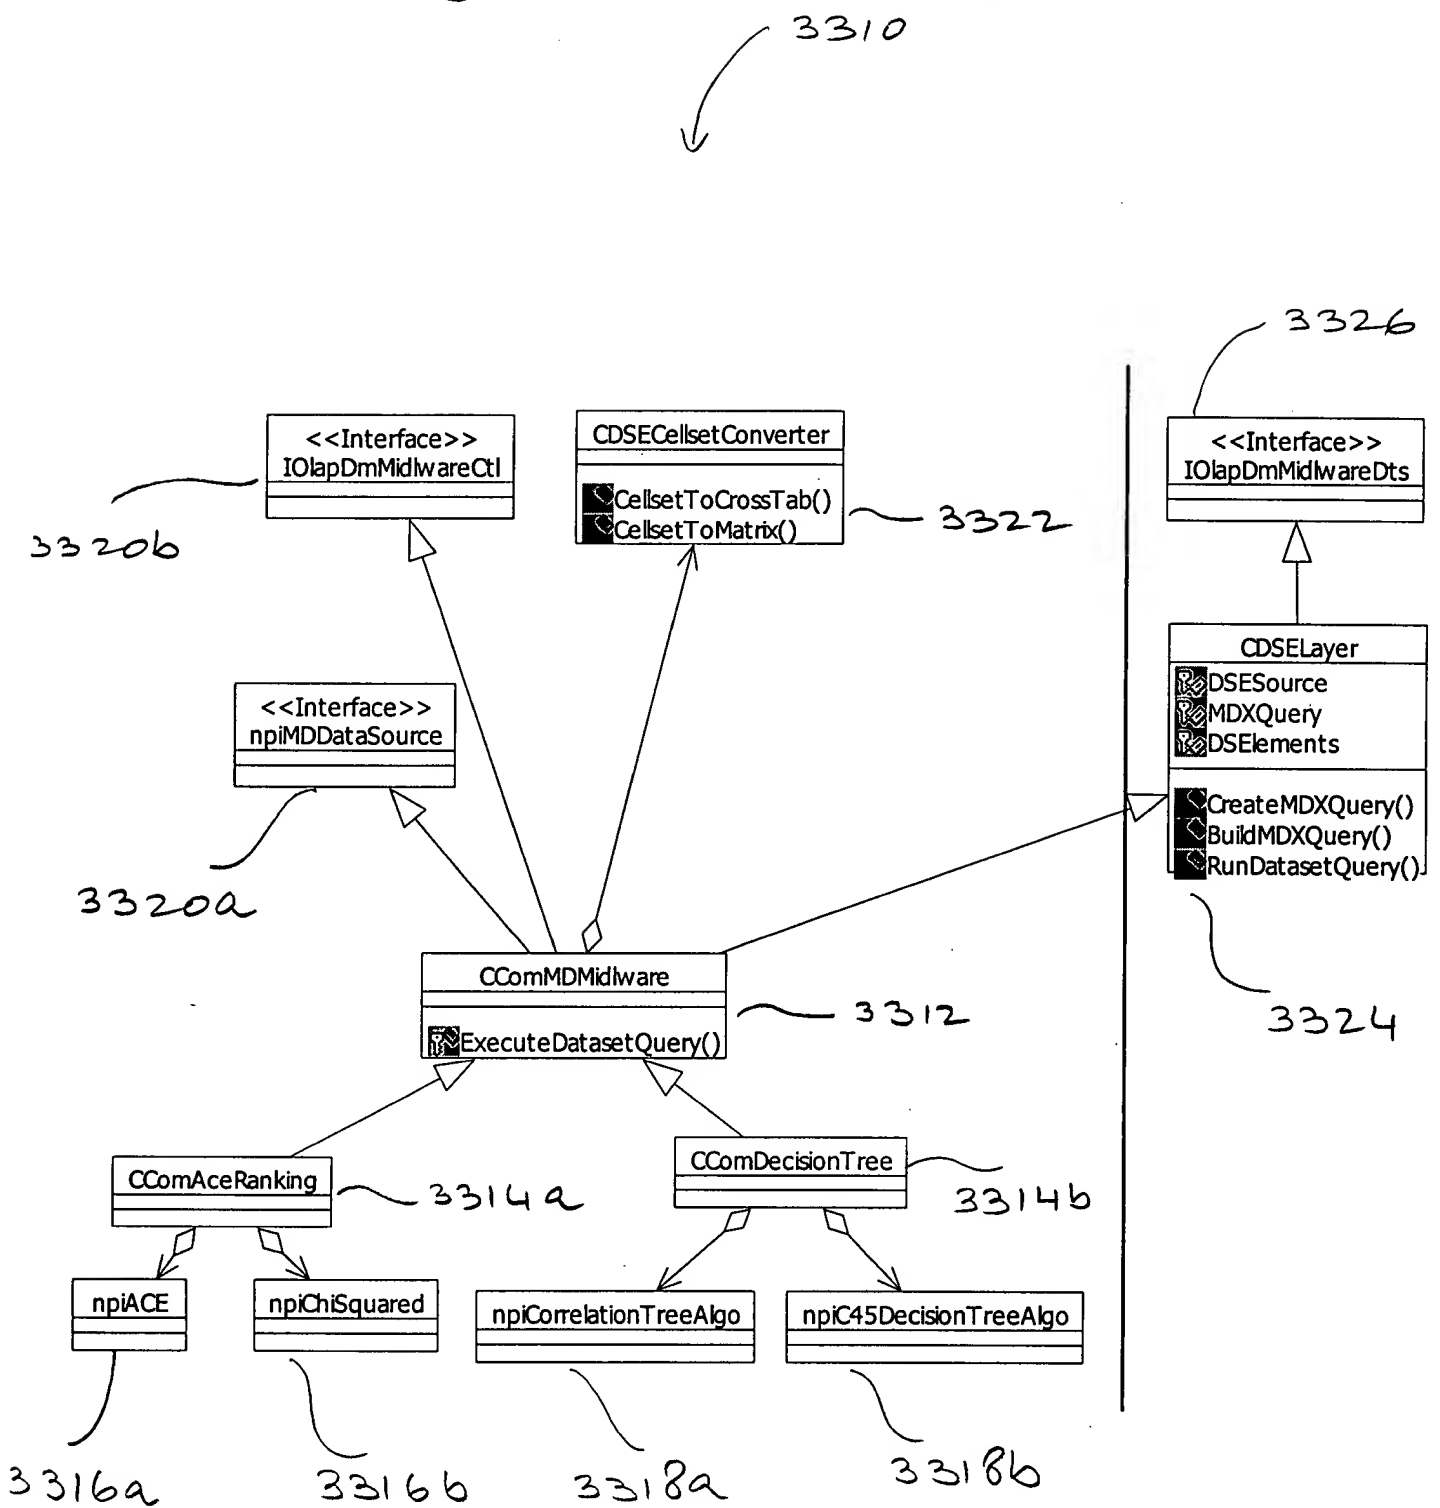 3310
3326
<<Interface>>
IOlapDmMidlwareCtl
CDSECellsetConverter
CellsetToCrossTab()
CellsetToMatrix()
<<Interface>>
IOlapDmMidlwareDts
3320b
3322
CDSELayer
DSESource
MDXQuery
DSElements
CreateMDXQuery()
BuildMDXQuery()
RunDatasetQuery()
<<Interface>>
npiMDDataSource
3320a
CComMDMidlware
ExecuteDatasetQuery()
3312
3324
CComAceRanking
3314a
CComDecisionTree
3314b
npiACE
npiChiSquared
npiCorrelationTreeAlgo
npiC45DecisionTreeAlgo
3316a
3316b
3318a
3318b